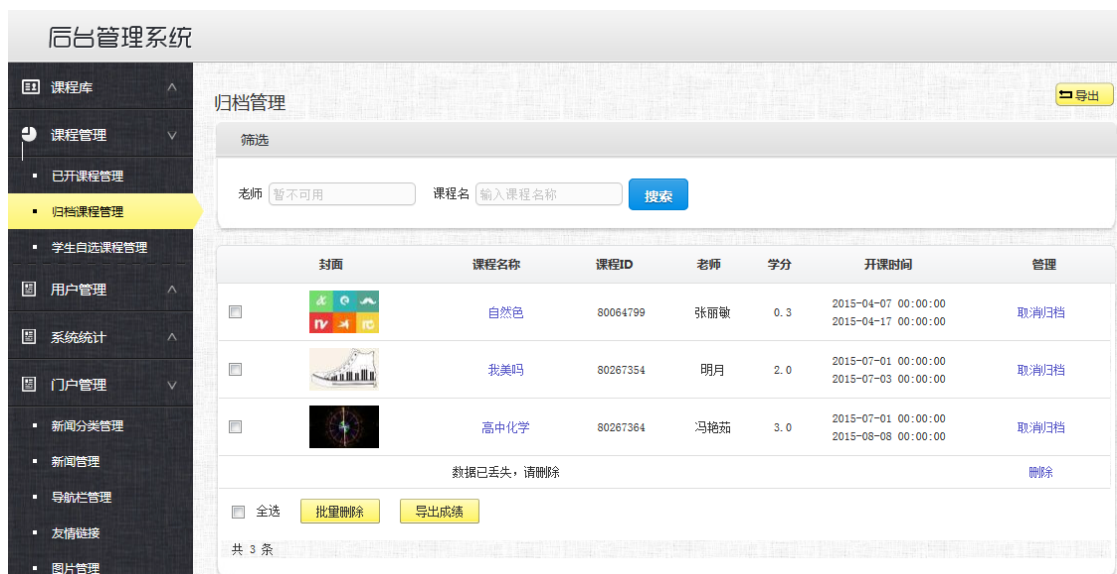 后台管理系统
课程库
课程管理
已开课程管理
归档课程管理
学生自选课程管理
用户管理
系统统计
门户管理
新闻分类管理
新闻管理
导航栏管理
友情链接
图片管理
归档管理
导出
筛选
老师 暂不可用 课程名 输入课程名称 搜索
封面 课程名称 课程ID 老师 学分 开课时间 管理
自然色 80064799 张丽敏 0.3 2015-04-07 00:00:00 取消归档
2015-04-17 00:00:00
我美吗 80267354 明月 2.0 2015-07-01 00:00:00 取消归档
2015-07-03 00:00:00
高中化学 80267364 冯艳茹 3.0 2015-07-01 00:00:00 取消归档
2015-08-08 00:00:00
数据已丢失，请删除 删除
全选 批量删除 导出成绩
共 3 条